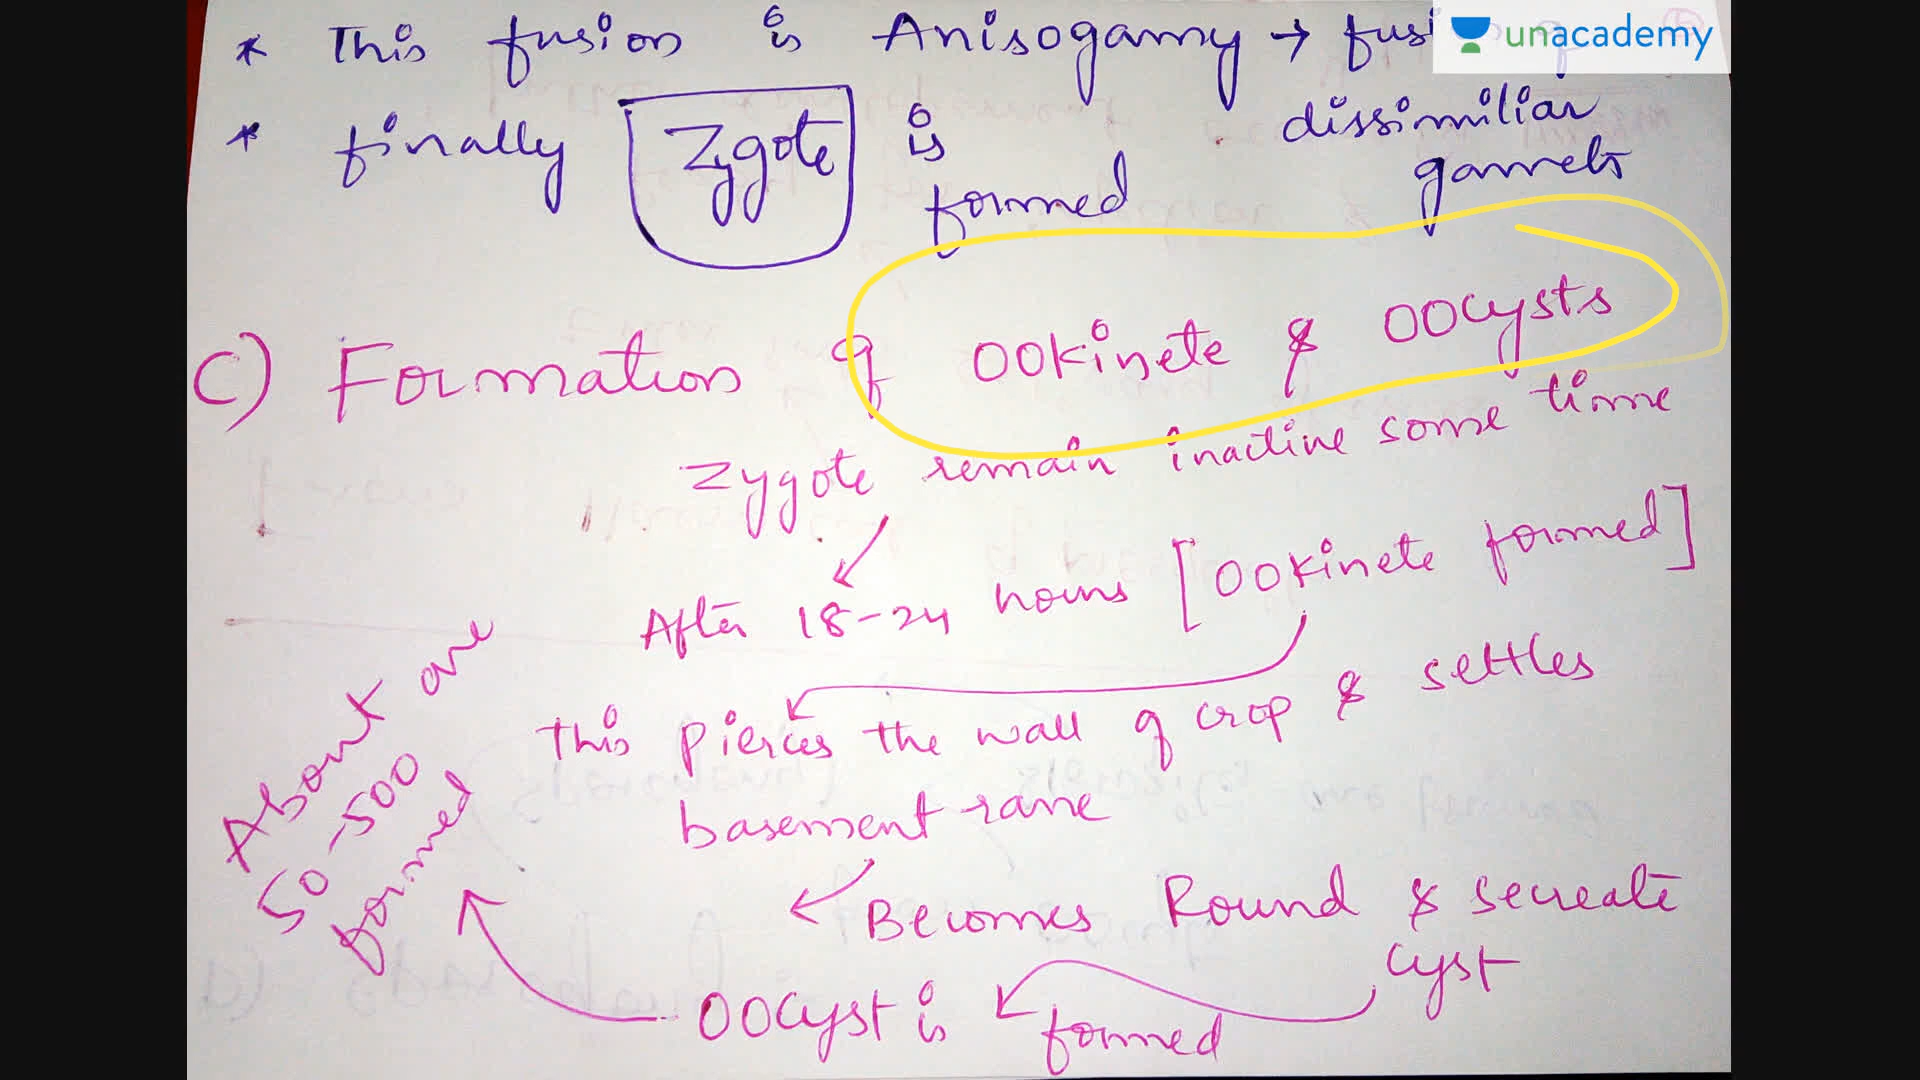 * This fusion is Anisogamy → fusi
unacademy
dissimiliar
gamets
* finally Zygote is
formed
C) Formation of OOkinete & OOcysts
Zygote remain inactive some time
After 18-24 hours [OOkinete formed]
This pierces the wall of crop & settles
basement rane
Becomes Round & secreate
cyst
OOcyst is formed
About are
50-500
formed